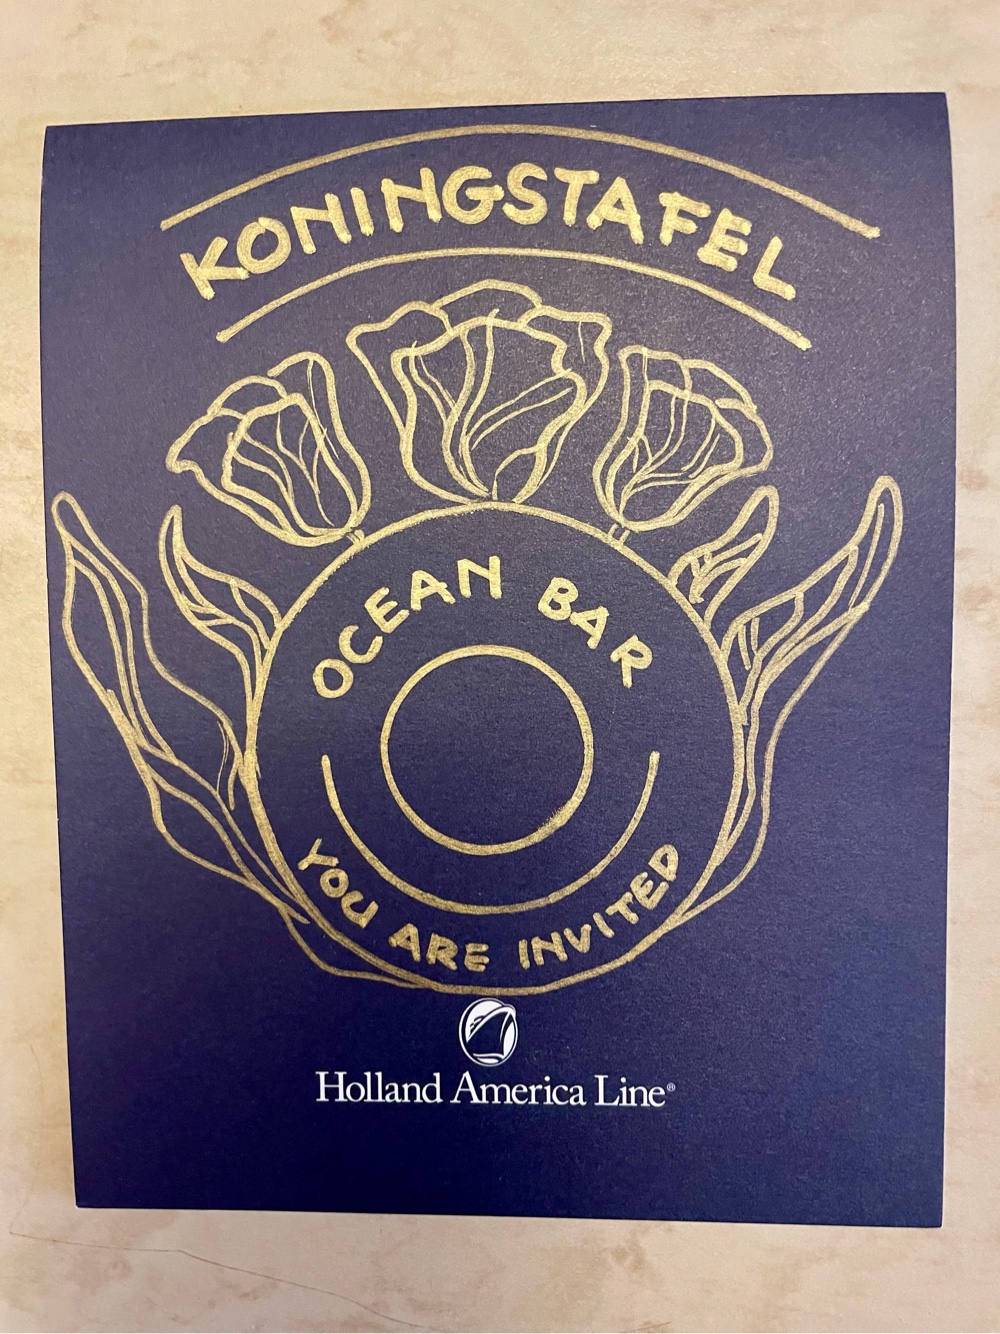 KONINGSTAFEL
OCEAN BAR
YOU ARE INVITED
Holland America Line®